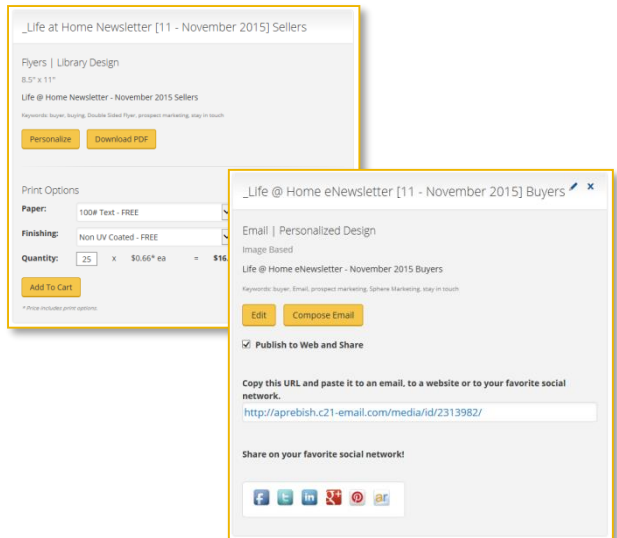 _Life at Home Newsletter [11 - November 2015] Sellers
Flyers | Library Design
8.5" x 11"
Life @ Home Newsletter - November 2015 Sellers
Keywords: buyer, buying, Double Sided Flyer, prospect marketing, stay in touch
Personalize Download PDF
Print Options
Paper: 100# Text - FREE
Finishing: Non UV Coated - FREE
Quantity: 25 x $0.66* ea = $16.
Add To Cart
* Price includes print options.
_Life @ Home eNewsletter [11 - November 2015] Buyers
Email | Personalized Design
Image Based
Life @ Home eNewsletter - November 2015 Buyers
Keywords: buyer, Email, prospect marketing, Sphere Marketing, stay in touch
Edit Compose Email
Publish to Web and Share
Copy this URL and paste it to an email, to a website or to your favorite social
network.
http://aprebish.c21-email.com/media/id/2313982/
Share on your favorite social network!
f t in g+ p ar